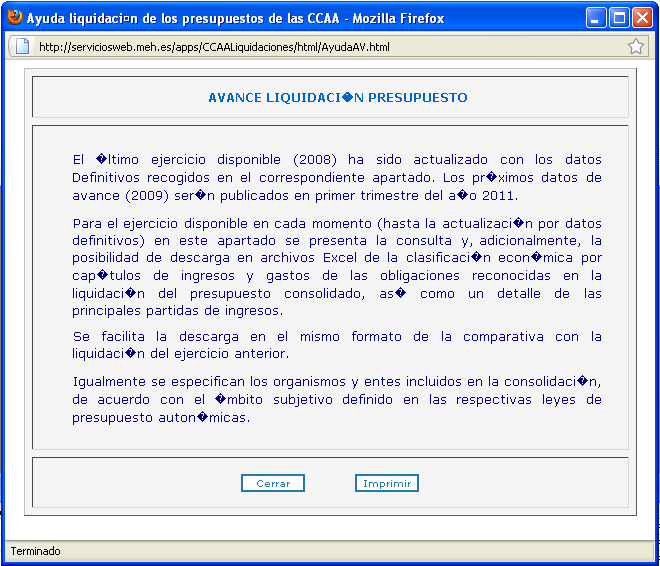 Ayuda liquidaci¤n de los presupuestos de las CCAA - Mozilla Firefox
http://serviciosweb.meh.es/apps/CCAALiquidaciones/html/AyudaAV.html
AVANCE LIQUIDACI�N PRESUPUESTO
El �ltimo ejercicio disponible (2008) ha sido actualizado con los datos
Definitivos recogidos en el correspondiente apartado. Los pr�ximos datos de
avance (2009) ser�n publicados en primer trimestre del a�o 2011.
Para el ejercicio disponible en cada momento (hasta la actualizaci�n por datos
definitivos) en este apartado se presenta la consulta y, adicionalmente, la
posibilidad de descarga en archivos Excel de la clasificaci�n econ�mica por
cap�tulos de ingresos y gastos de las obligaciones reconocidas en la
liquidaci�n del presupuesto consolidado, as� como un detalle de las
principales partidas de ingresos.
Se facilita la descarga en el mismo formato de la comparativa con la
liquidaci�n del ejercicio anterior.
Igualmente se especifican los organismos y entes incluidos en la consolidaci�n,
de acuerdo con el �mbito subjetivo definido en las respectivas leyes de
presupuesto auton�micas.
Cerrar Imprimir
Terminado